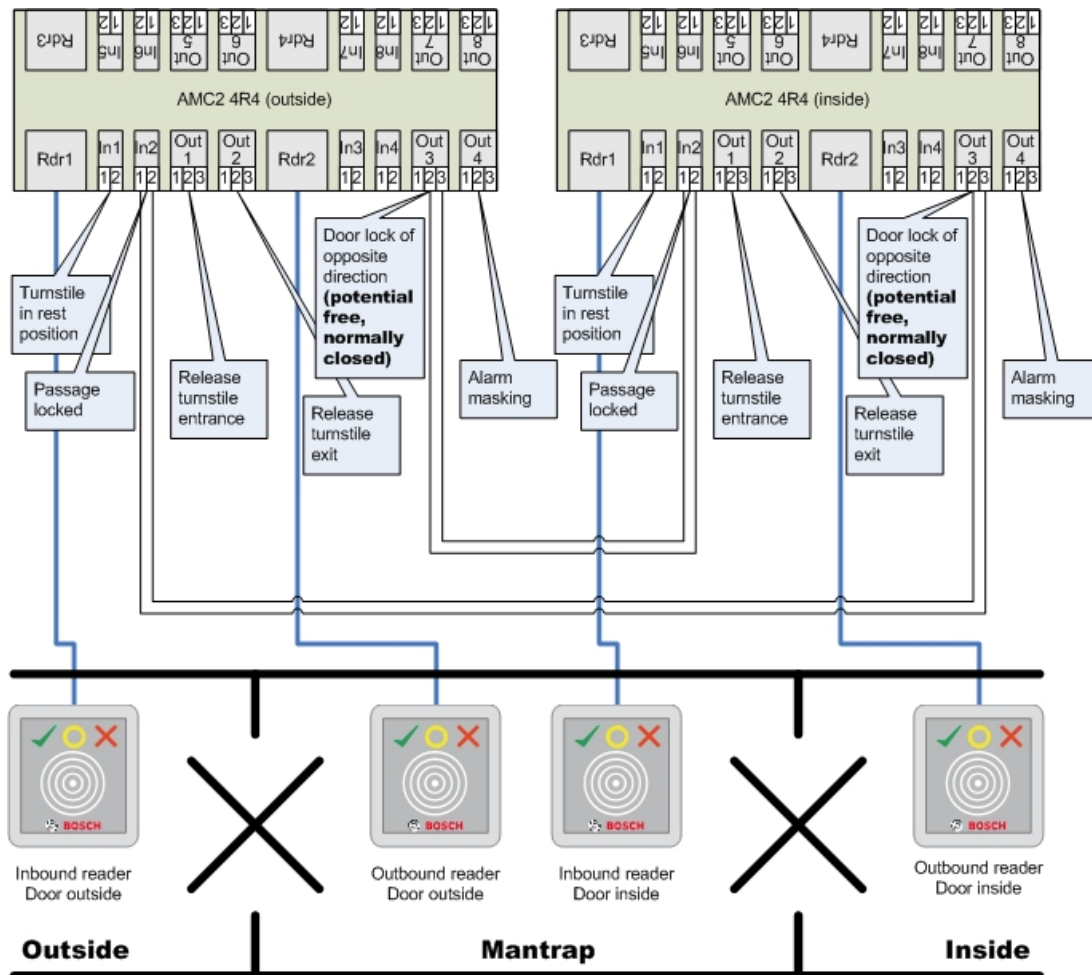 Rdr3
1 2
In5
1 2
In6
1 2 3
Out
5
1 2 3
Out
6
Rdr4
1 2
In7
1 2
In8
1 2 3
Out
7
1 2 3
Out
8
AMC2 4R4 (outside)
Rdr1
In1
1 2
In2
1 2
Out
1
1 2 3
Out
2
1 2 3
Rdr2
In3
1 2
In4
1 2
Out
3
1 2 3
Out
4
1 2 3
Turnstile
in rest
position
Passage
locked
Release
turnstile
entrance
Release
turnstile
exit
Door lock of
opposite
direction
(potential
free,
normally
closed)
Alarm
masking
Rdr3
1 2
In5
1 2
In6
1 2 3
Out
5
1 2 3
Out
6
Rdr4
1 2
In7
1 2
In8
1 2 3
Out
7
1 2 3
Out
8
AMC2 4R4 (inside)
Rdr1
In1
1 2
In2
1 2
Out
1
1 2 3
Out
2
1 2 3
Rdr2
In3
1 2
In4
1 2
Out
3
1 2 3
Out
4
1 2 3
Turnstile
in rest
position
Passage
locked
Release
turnstile
entrance
Release
turnstile
exit
Door lock of
opposite
direction
(potential
free,
normally
closed)
Alarm
masking
BOSCH
BOSCH
BOSCH
BOSCH
Inbound reader
Door outside
Outbound reader
Door outside
Inbound reader
Door inside
Outbound reader
Door inside
Outside
Mantrap
Inside